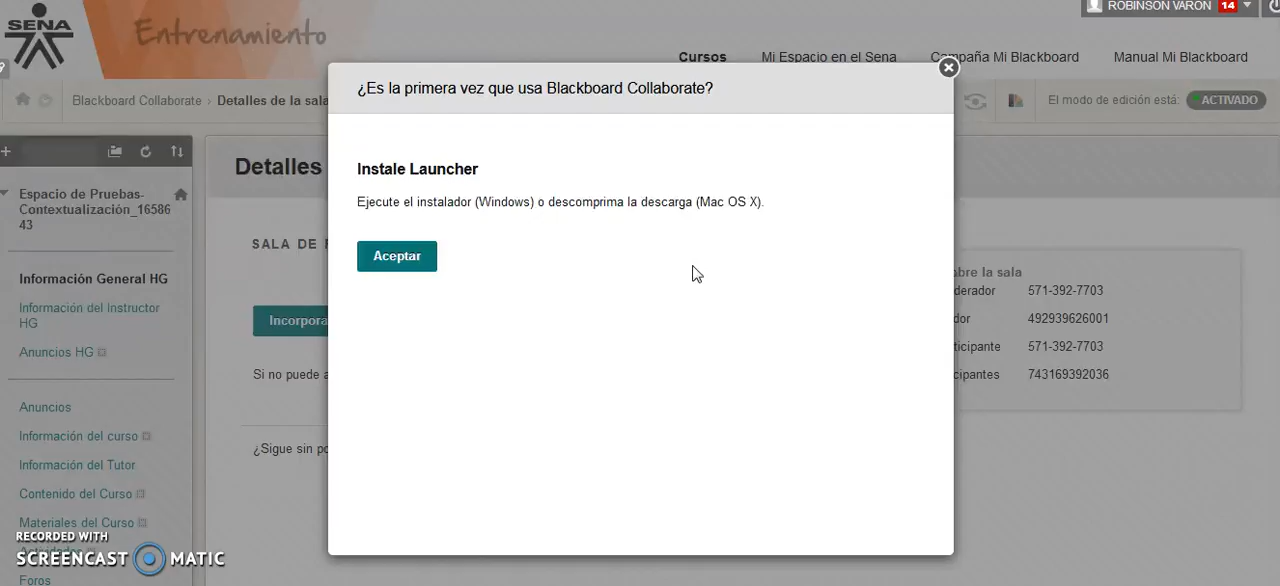 ROBINSON VARON 14
SENA
Entrenamiento
Cursos Mi Espacio en el Sena Campaña Mi Blackboard Manual Mi Blackboard
¿Es la primera vez que usa Blackboard Collaborate?
Blackboard Collaborate › Detalles de la sala
El modo de edición está: ACTIVADO
Detalles
Instale Launcher
Ejecute el instalador (Windows) o descomprima la descarga (Mac OS X).
Aceptar
Espacio de Pruebas-
Contextualización_16586
43
SALA DE
Información General HG
Información del Instructor
HG
Anuncios HG
Incorpora
obre la sala
derador 571-392-7703
dor 492939626001
ticipante 571-392-7703
cipantes 743169392036
Si no puede a
¿Sigue sin po
Anuncios
Información del curso
Información del Tutor
Contenido del Curso
Materiales del Curso
RECORDED WITH
SCREENCAST MATIC
Foros